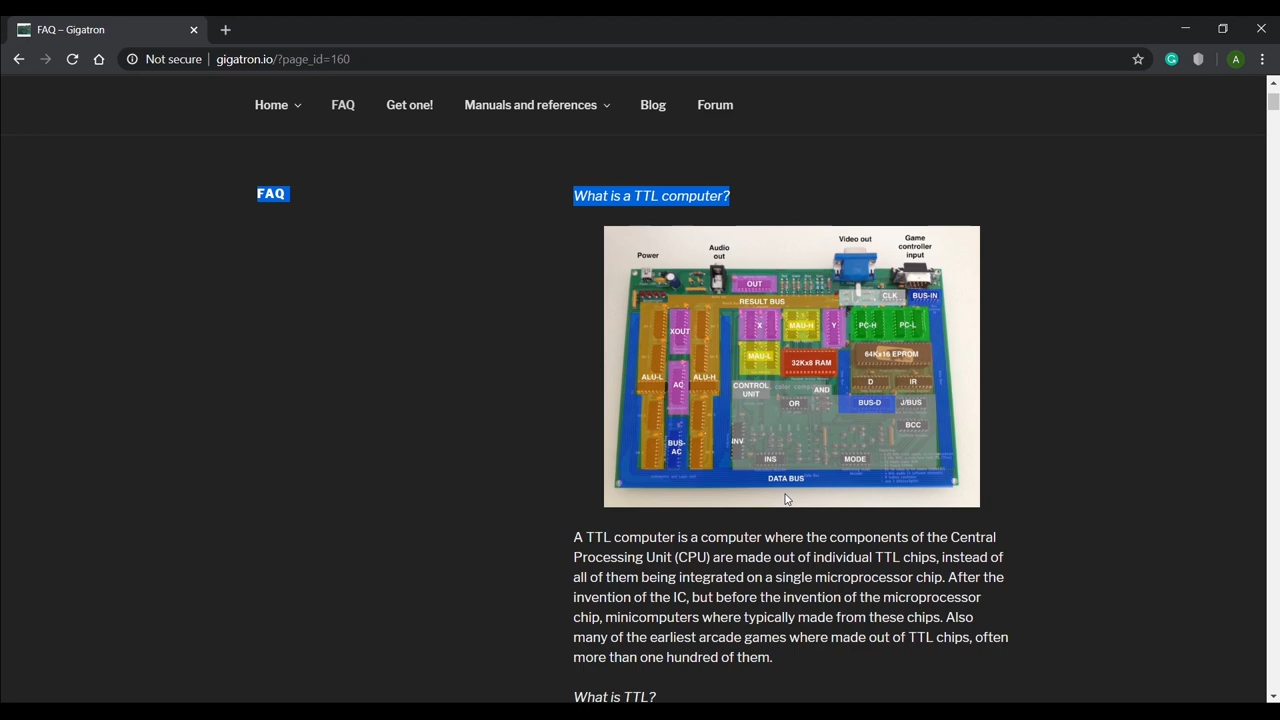 FAQ – Gigatron
Not secure
gigatron.io/?page_id=160
A
Home
FAQ
Get one!
Manuals and references
Blog
Forum
FAQ
What is a TTL computer?
Power
Audio
out
Video out
Game
controller
input
OUT
CLK
BUS-IN
RESULT BUS
XOUT
X
MAU-H
Y
PC-H
PC-L
MAU-L
32Kx8 RAM
64Kx16 EPROM
ALU-L
AC
ALU-H
D
IR
CONTROL
UNIT
AND
OR
BUS-D
J/BUS
BCC
BUS-
AC
INV
INS
MODE
DATA BUS
A TTL computer is a computer where the components of the Central
Processing Unit (CPU) are made out of individual TTL chips, instead of
all of them being integrated on a single microprocessor chip. After the
invention of the IC, but before the invention of the microprocessor
chip, minicomputers where typically made from these chips. Also
many of the earliest arcade games where made out of TTL chips, often
more than one hundred of them.
What is TTL?